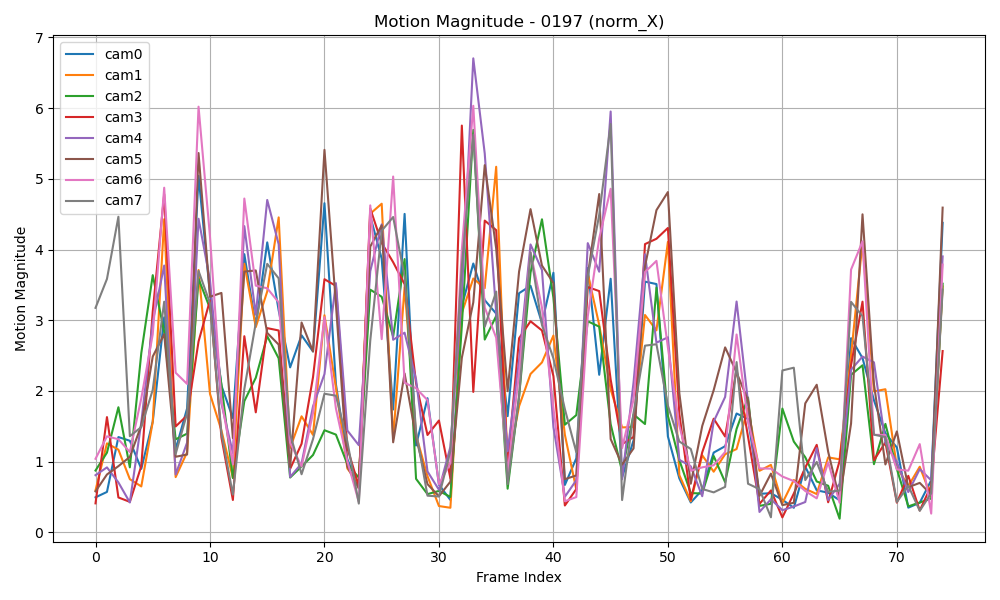 Motion Magnitude - 0197 (norm_X)
cam0
cam1
cam2
cam3
cam4
cam5
cam6
cam7
Motion Magnitude
7
6
5
4
3
2
1
0
0 10 20 30 40 50 60 70
Frame Index